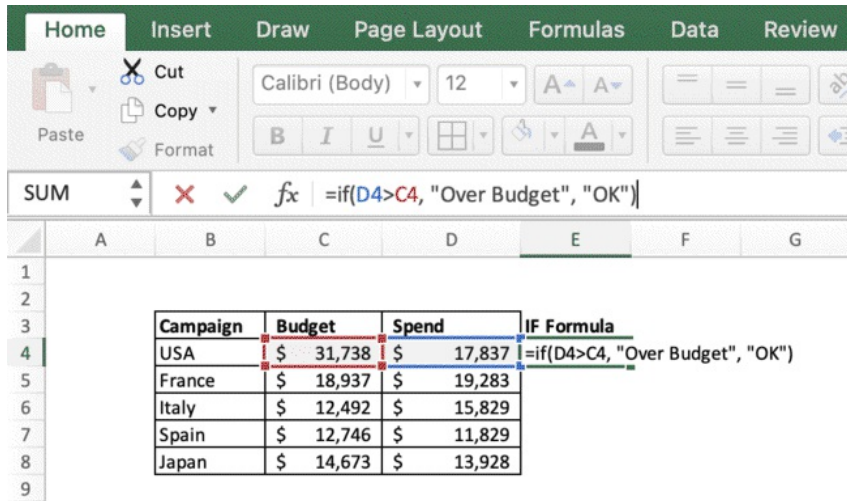 Home Insert Draw Page Layout Formulas Data Review
Cut
Calibri (Body) 12 A A
Copy
Paste
B I U A
Format
SUM fx =if(D4>C4, "Over Budget", "OK")
A B C D E F G
1
2
3 Campaign Budget Spend IF Formula
4 USA $ 31,738 $ 17,837 =if(D4>C4, "Over Budget", "OK")
5 France $ 18,937 $ 19,283
6 Italy $ 12,492 $ 15,829
7 Spain $ 12,746 $ 11,829
8 Japan $ 14,673 $ 13,928
9